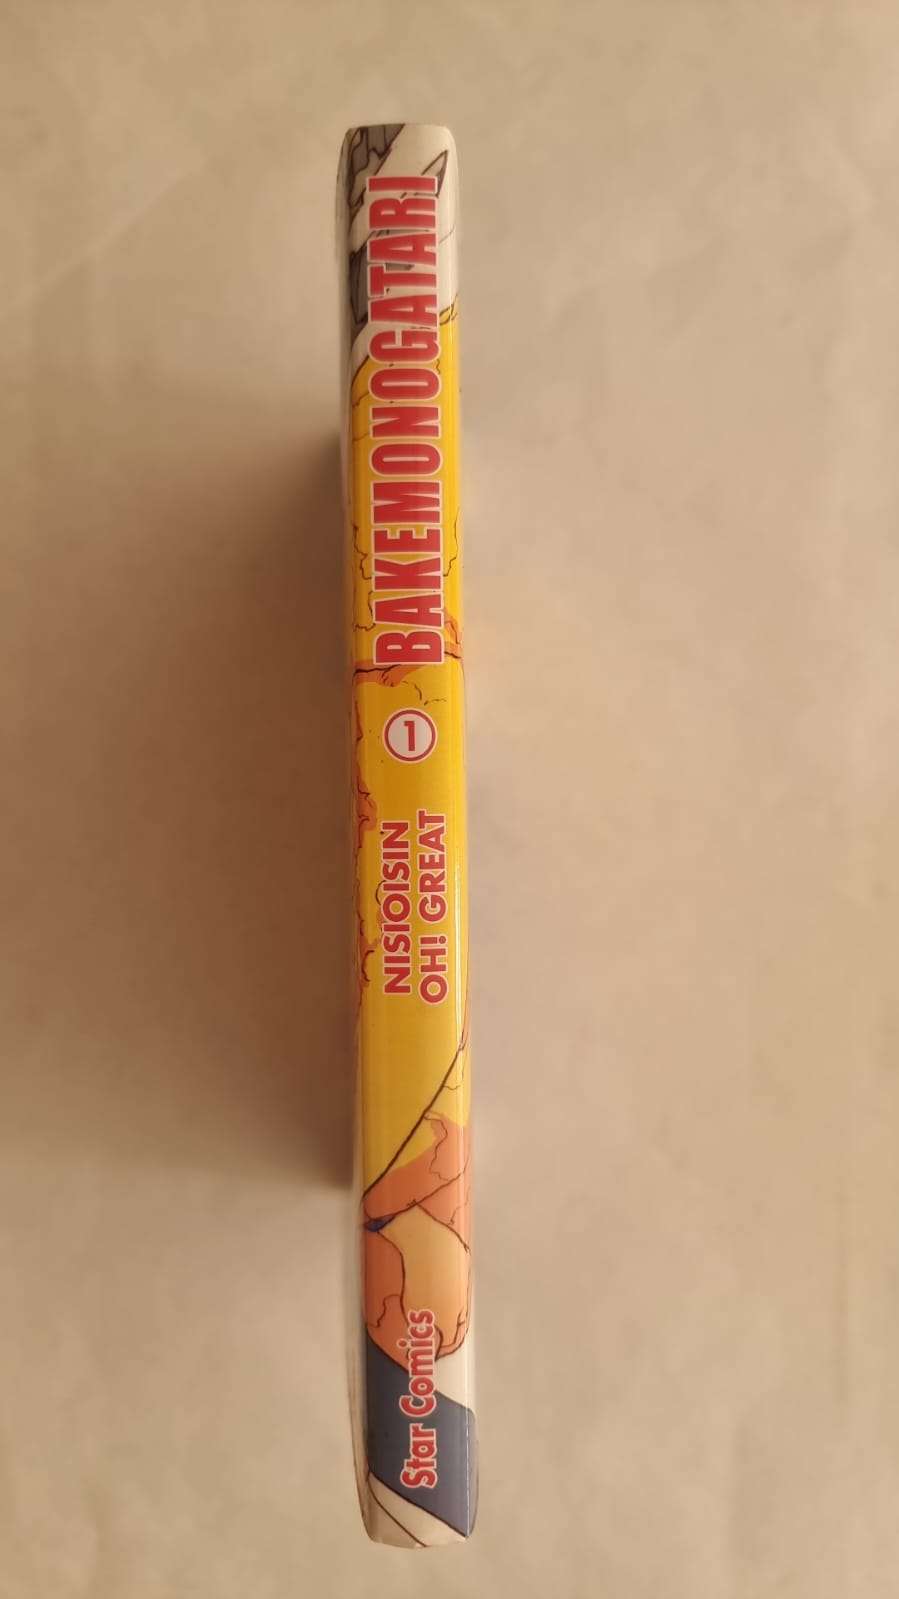 BAKEMONOGATARI
1
NISIOISIN
OH! GREAT
Star Comics